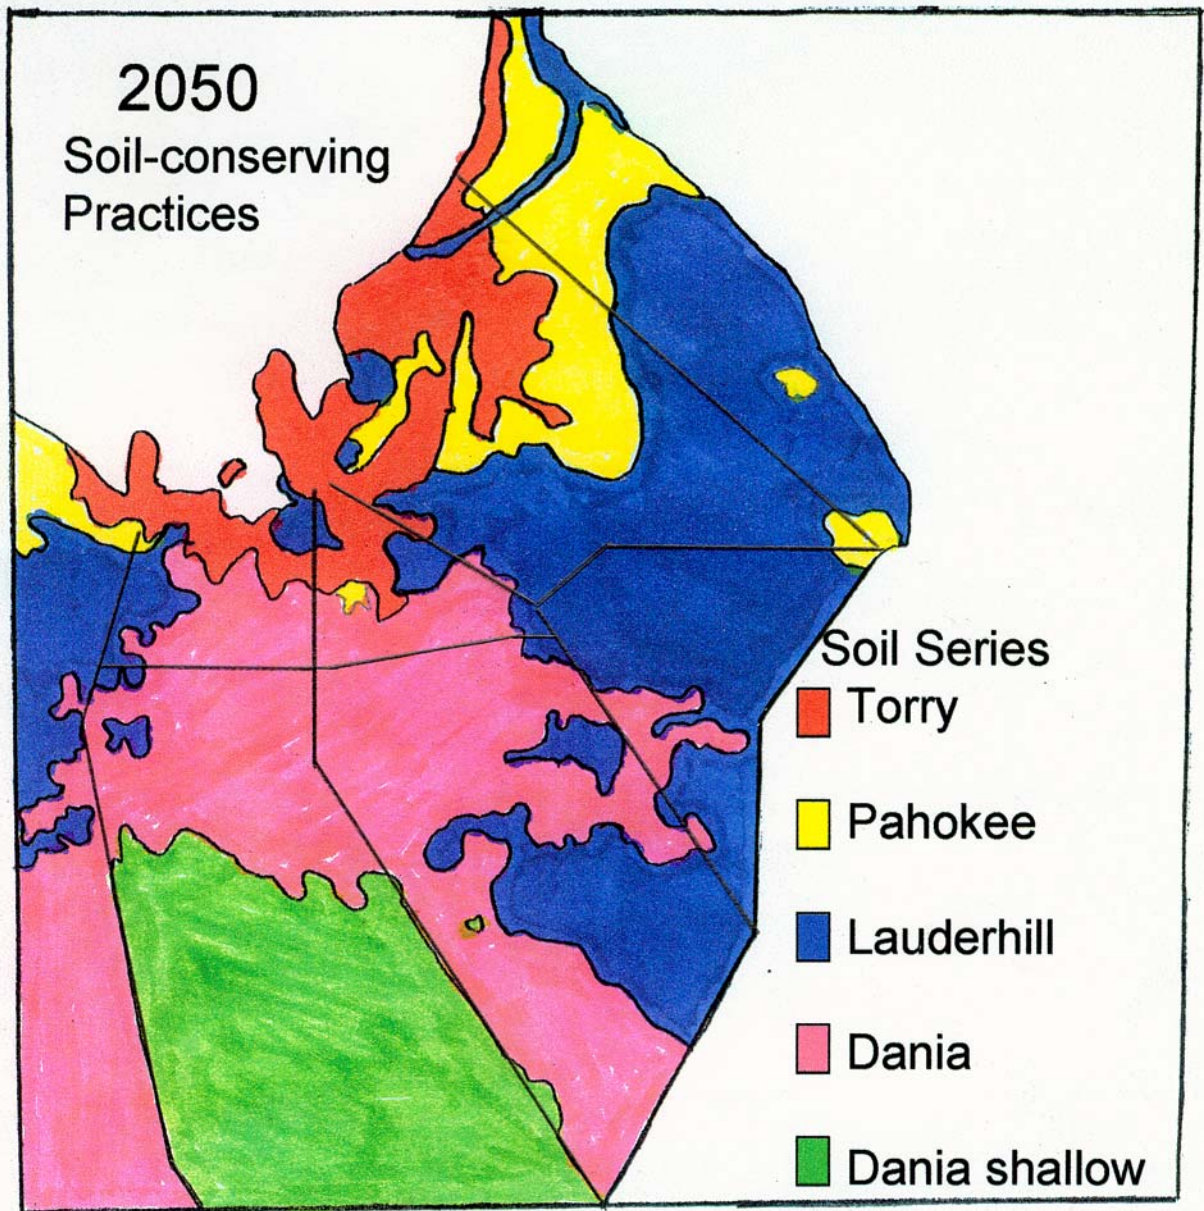 2050
Soil-conserving
Practices
Soil Series
Torry
Pahokee
Lauderhill
Dania
Dania shallow